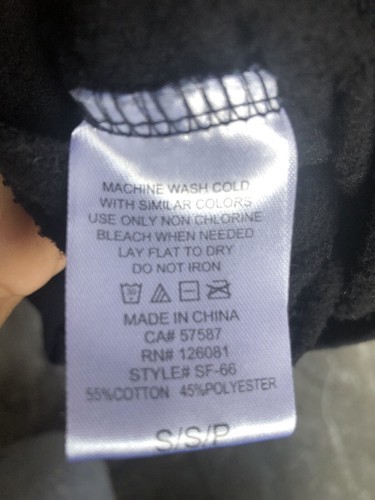 MACHINE WASH COLD
WITH SIMILAR COLORS
USE ONLY NON CHLORINE
BLEACH WHEN NEEDED
LAY FLAT TO DRY
DO NOT IRON
30
MADE IN CHINA
CA# 57587
RN# 126081
STYLE# SF-66
55%COTTON 45%POLYESTER
S/S/P